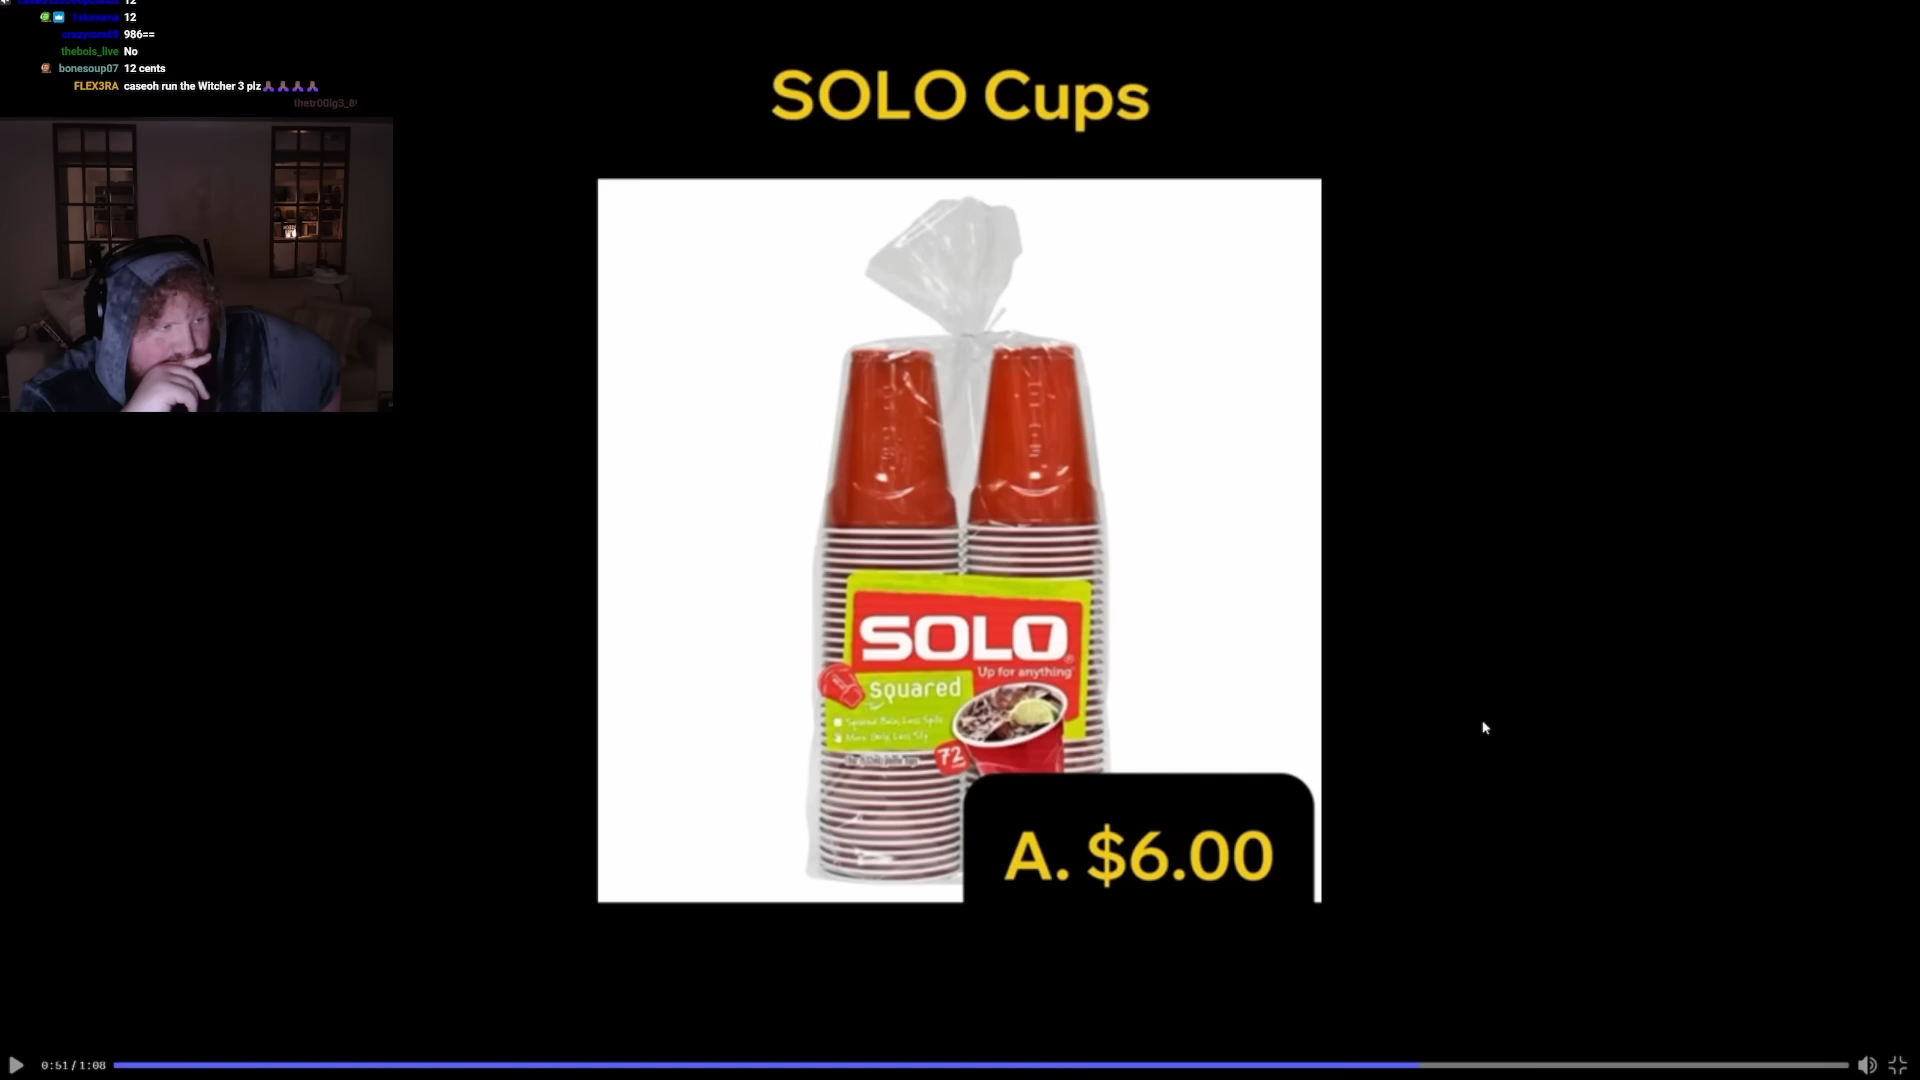 12
12
986==
thebois_live No
bonesoup07 12 cents
FLEX3RA caseoh run the Witcher 3 plz
SOLO Cups
SOLO
Up for anything
squared
72
A. $6.00
0:51 / 1:08